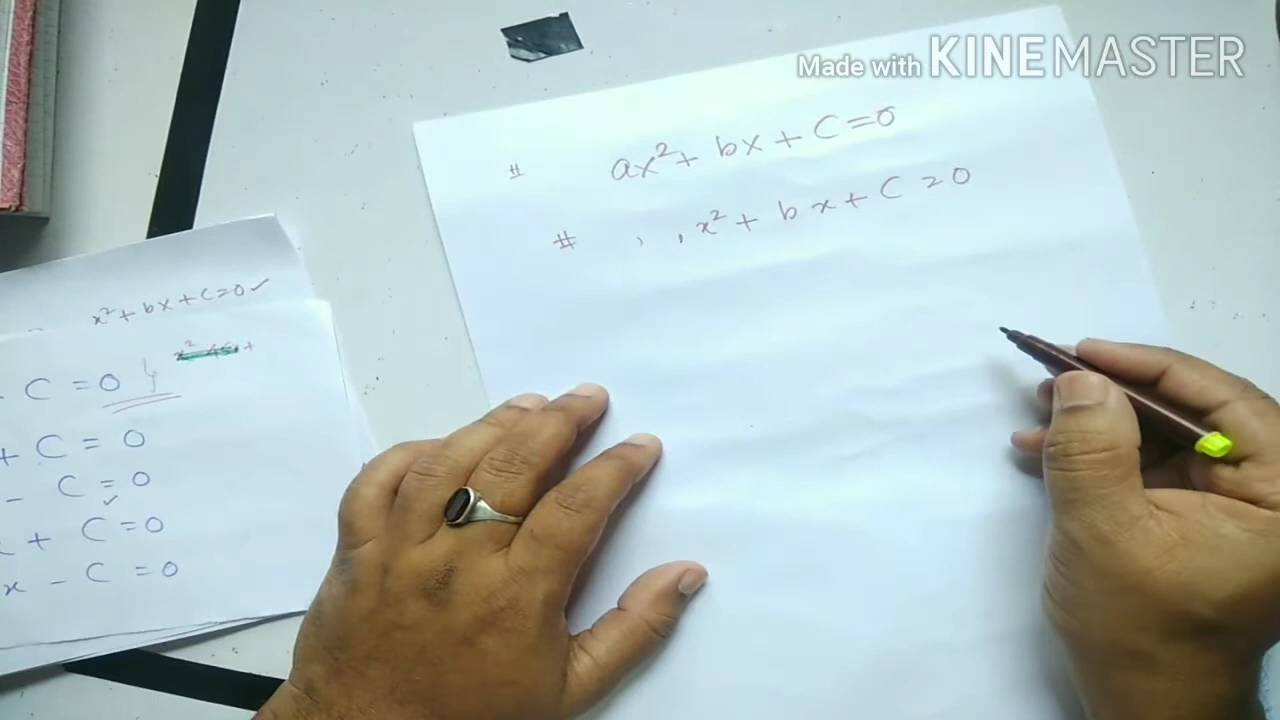 Made with KINEMASTER
# ax² + bx + C = 0
# , , x² + bx + C = 0
x² + bx + C = 0 ✓
C = 0
+ C = 0
- C = 0
✓
+ C = 0
x - C = 0